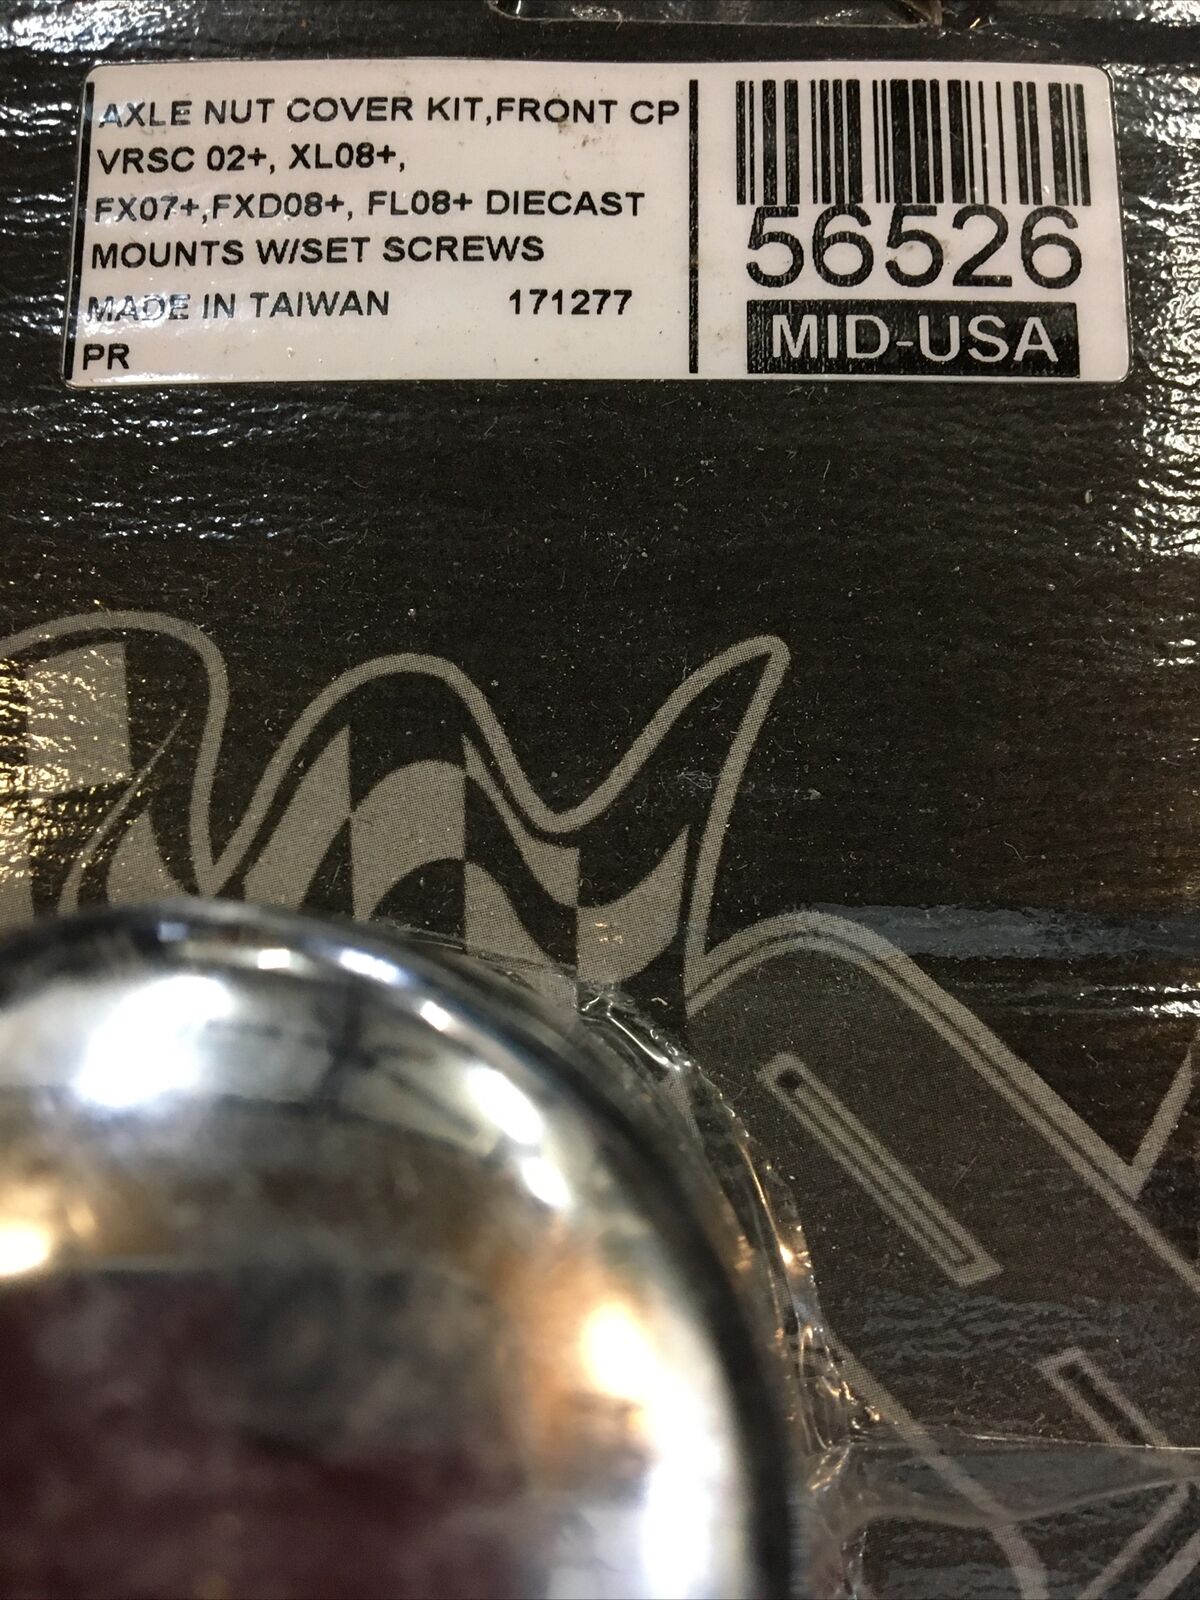 AXLE NUT COVER KIT,FRONT CP
VRSC 02+, XL08+,
FX07+,FXD08+, FL08+ DIECAST
MOUNTS W/SET SCREWS
MADE IN TAIWAN 171277
PR
56526
MID-USA